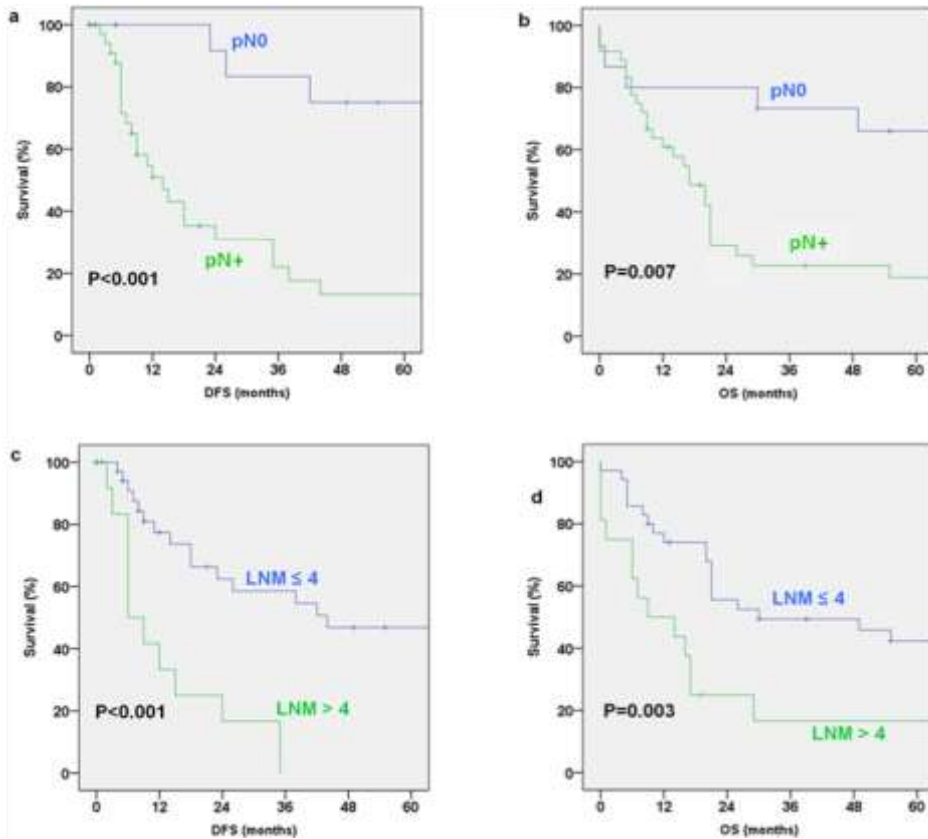 a
100
80
60
40
20
0
Survival (%)
pN0
pN+
P<0.001
0 12 24 36 48 60
DFS (months)
b
100
80
60
40
20
0
Survival (%)
pN0
pN+
P=0.007
0 12 24 36 48 60
OS (months)
c
100
80
60
40
20
0
Survival (%)
LNM ≤ 4
LNM > 4
P<0.001
0 12 24 36 48 60
DFS (months)
d
100
80
60
40
20
0
Survival (%)
LNM ≤ 4
LNM > 4
P=0.003
0 12 24 36 48 60
OS (months)